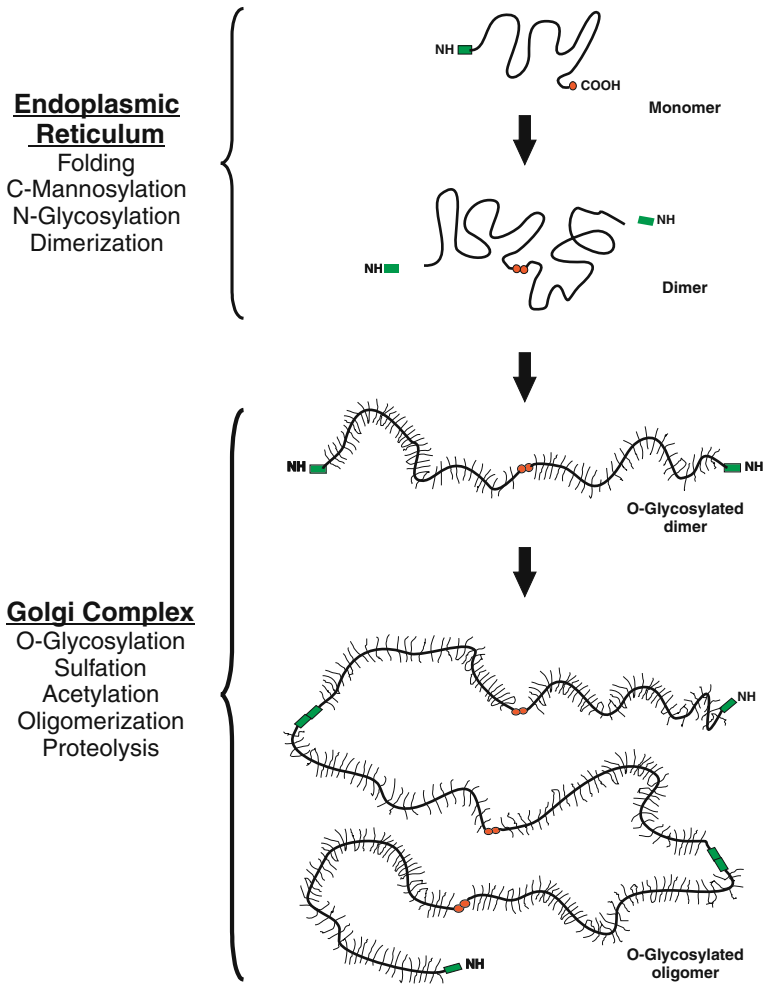 Endoplasmic
Reticulum
Folding
C-Mannosylation
N-Glycosylation
Dimerization
NH
COOH
Monomer
NH
NH
Dimer
NH
NH
O-Glycosylated
dimer
Golgi Complex
O-Glycosylation
Sulfation
Acetylation
Oligomerization
Proteolysis
NH
NH
O-Glycosylated
oligomer